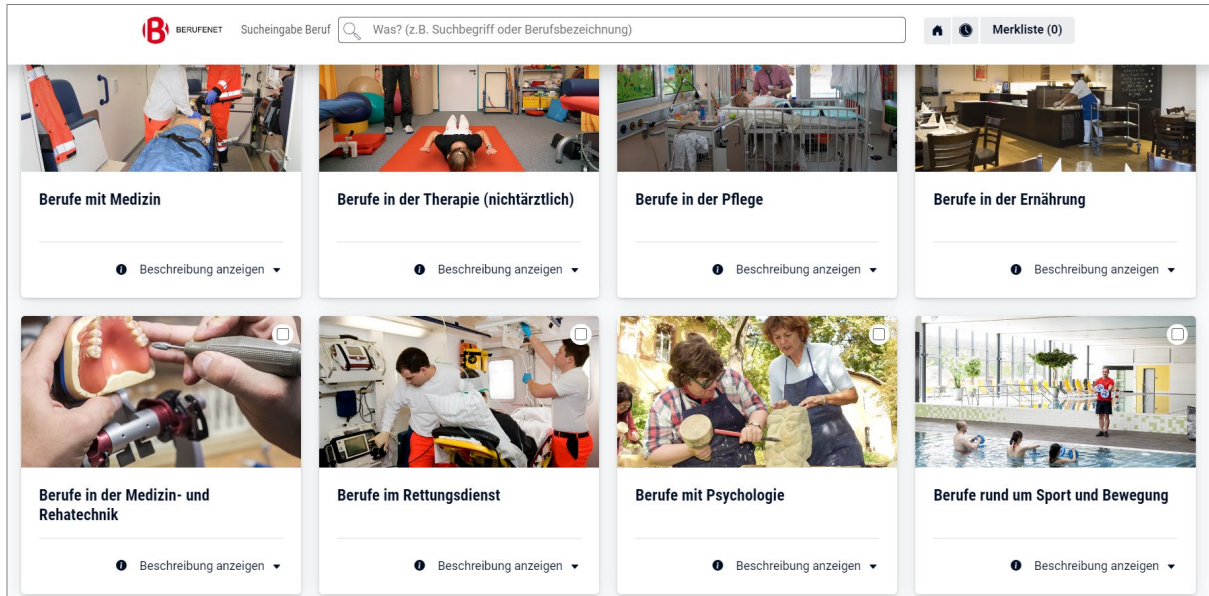 BERUFENET Sucheingabe Beruf Was? (z.B. Suchbegriff oder Berufsbezeichnung) Merkliste (0)
Berufe mit Medizin
Beschreibung anzeigen
Berufe in der Therapie (nichtärztlich)
Beschreibung anzeigen
Berufe in der Pflege
Beschreibung anzeigen
Berufe in der Ernährung
Beschreibung anzeigen
Berufe in der Medizin- und
Rehatechnik
Beschreibung anzeigen
Berufe im Rettungsdienst
Beschreibung anzeigen
Berufe mit Psychologie
Beschreibung anzeigen
Berufe rund um Sport und Bewegung
Beschreibung anzeigen